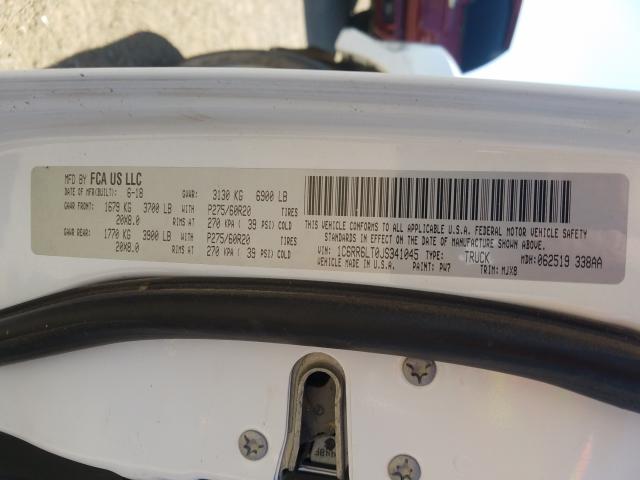 MFD BY FCA US LLC
DATE OF MFR(BUILT): 6-18 GVWR: 3130 KG 6900 LB
GAWR FRONT: 1679 KG 3700 LB WITH P275/60R20 TIRES
20X8.0 RIMS AT 270 KPA ( 39 PSI) COLD
GAWR REAR: 1770 KG 3900 LB WITH P275/60R20 TIRES
20X8.0 RIMS AT 270 KPA ( 39 PSI) COLD
THIS VEHICLE CONFORMS TO ALL APPLICABLE U.S.A. FEDERAL MOTOR VEHICLE SAFETY
STANDARDS IN EFFECT ON THE DATE OF MANUFACTURE SHOWN ABOVE.
VIN: 1C6RR6LT0JS341045 TYPE: TRUCK MDH: 062519 338AA
MADE IN U.S.A. PAINT: PW7 TRIM: MJX8